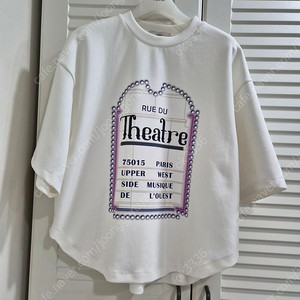 RUE DU
Theatre
75015 PARIS
UPPER WEST
SIDE MUSIQUE
DE L'OUEST